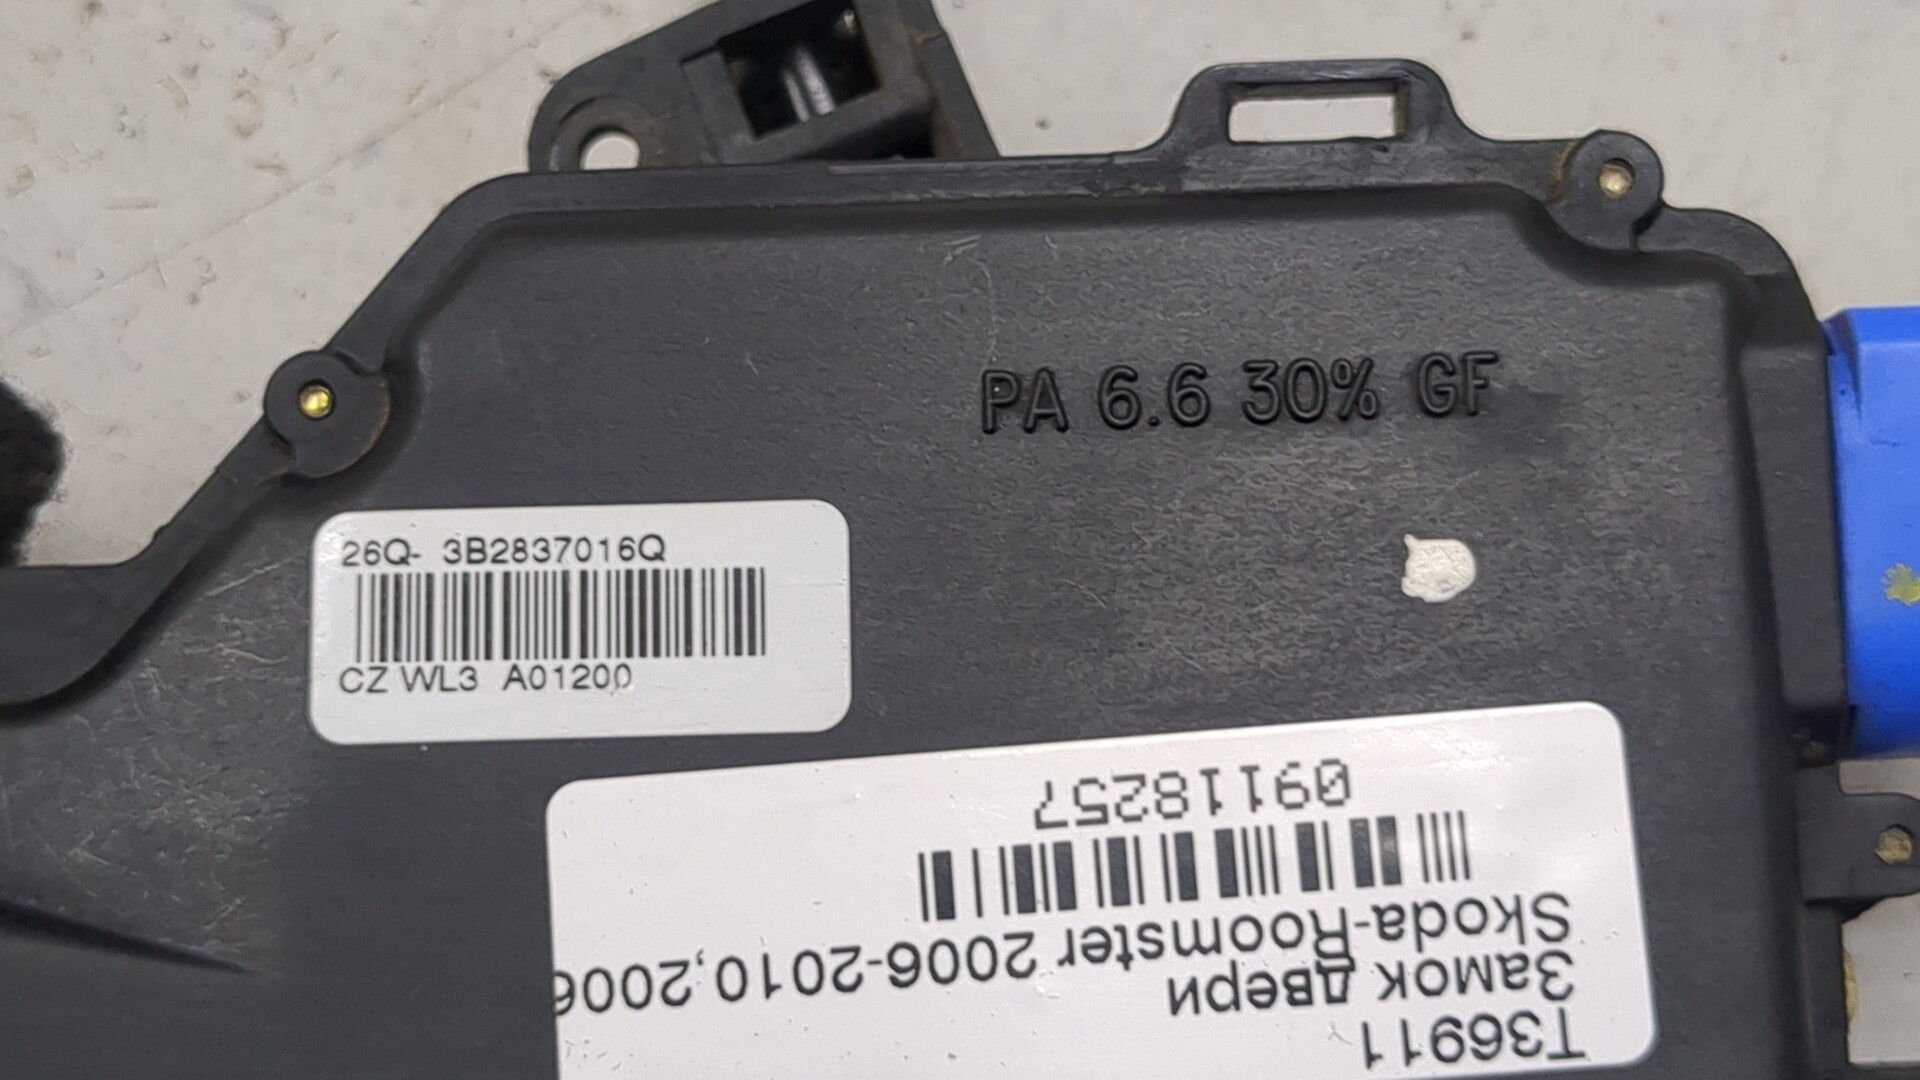 PA 6.6 30% GF
26Q- 3B2837016Q
CZ WL3 A01200
T36911
Замок двери
Skoda-Roomster 2006-2010,2006
09118257